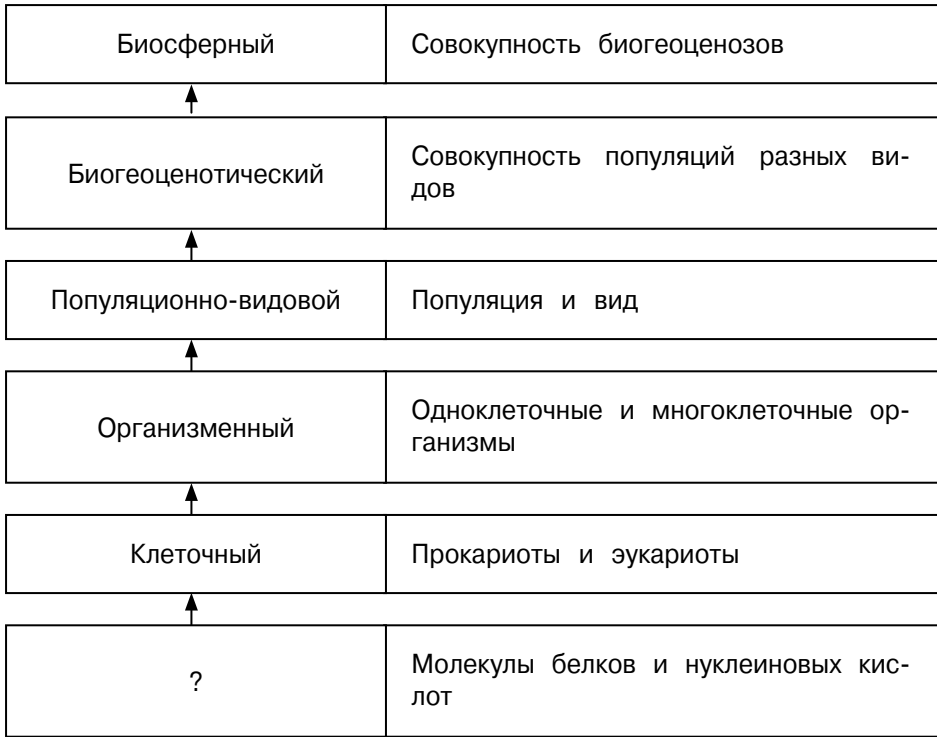 Биосферный
Совокупность биогеоценозов
Биогеоценотический
Совокупность популяций разных ви-
дов
Популяционно-видовой
Популяция и вид
Организменный
Одноклеточные и многоклеточные ор-
ганизмы
Клеточный
Прокариоты и эукариоты
?
Молекулы белков и нуклеиновых кис-
лот